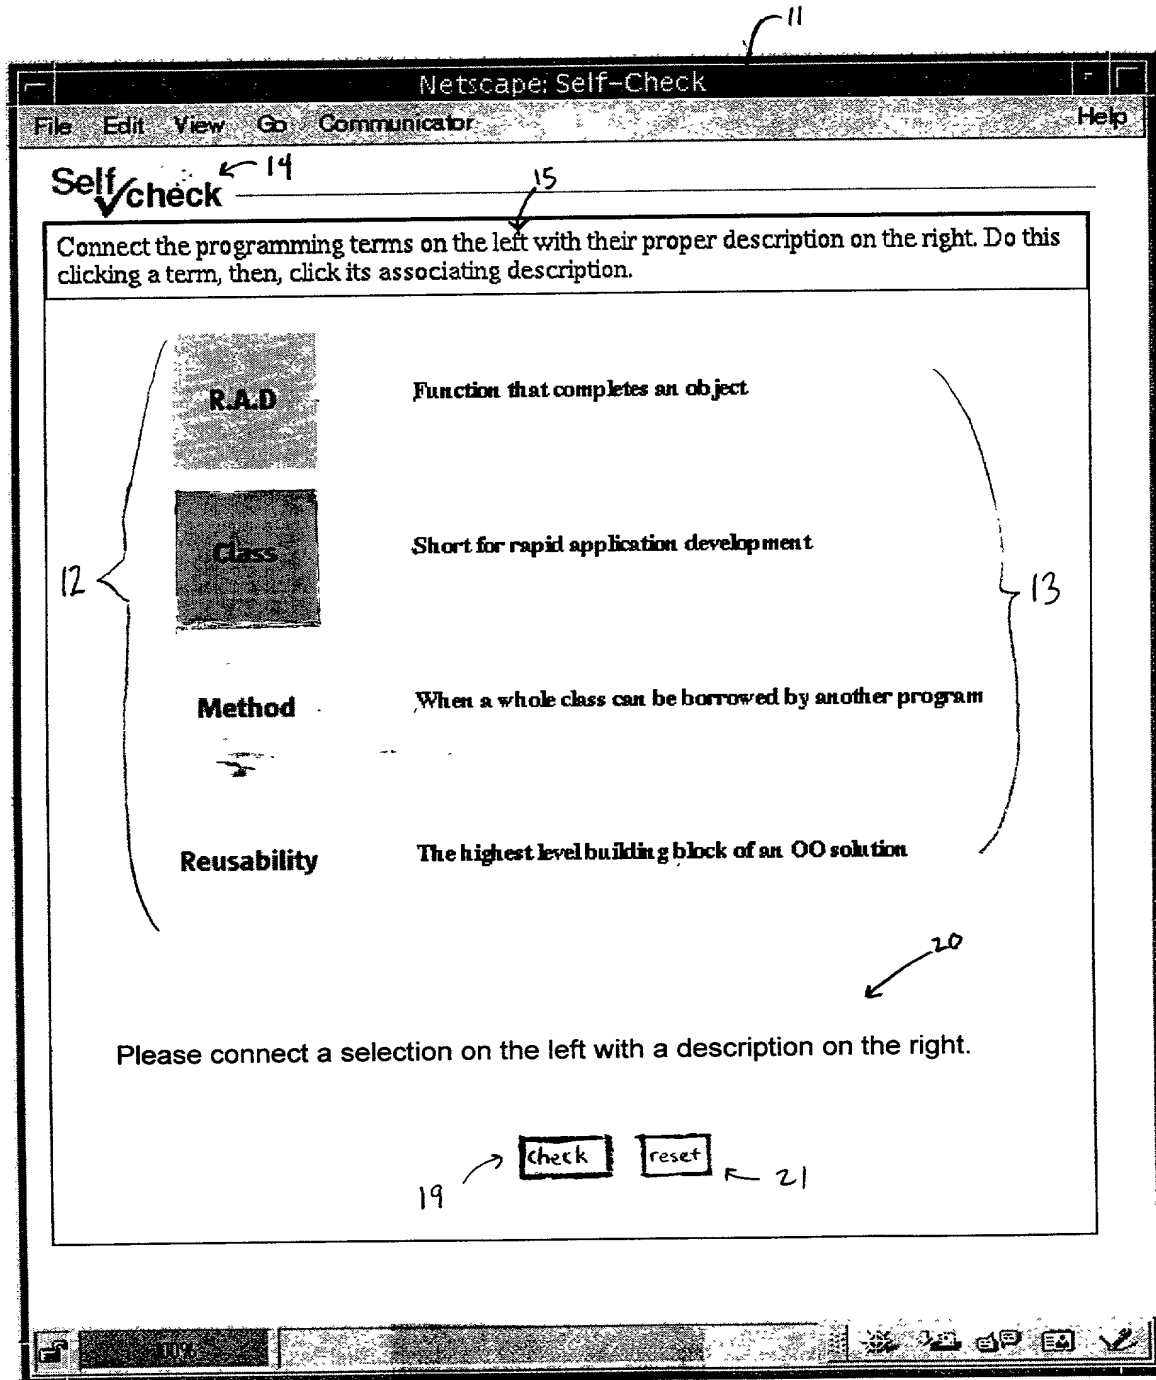 11
Netscape: Self-Check
File Edit View Go Communicator Help
Self check 14
15
Connect the programming terms on the left with their proper description on the right. Do this
clicking a term, then, click its associating description.
R.A.D Function that completes an object
Class Short for rapid application development
12 13
Method When a whole class can be borrowed by another program
Reusability The highest level building block of an OO solution
20
Please connect a selection on the left with a description on the right.
check reset
19 21
100%